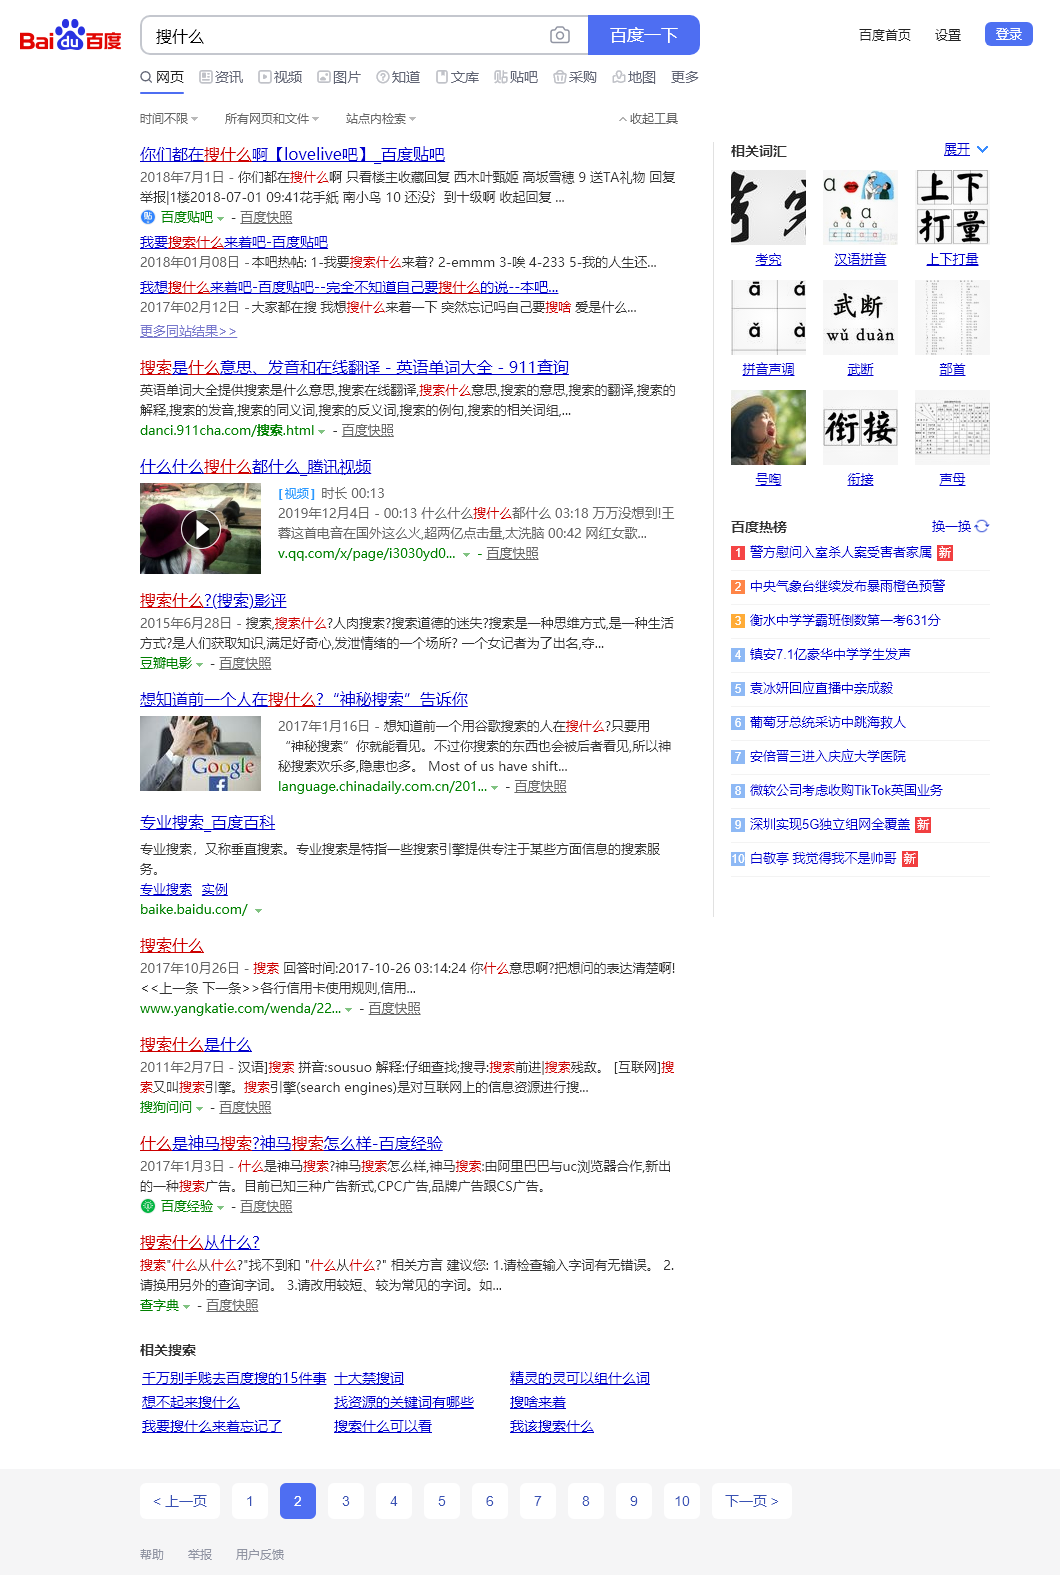 Bai du 百度
搜什么
百度一下
百度首页 设置 登录
网页 资讯 视频 图片 知道 文库 贴吧 采购 地图 更多
时间不限 所有网页和文件 站点内检索 收起工具
你们都在搜什么啊【lovelive吧】_百度贴吧
2018年7月1日 - 你们都在搜什么啊 只看楼主收藏回复 西木叶甄姬 高坂雪穗 9 送TA礼物 回复
举报|1楼2018-07-01 09:41花手紙 南小鸟 10 还没氵到十级啊 收起回复 ...
百度贴吧 - 百度快照
我要搜索什么来着吧-百度贴吧
2018年01月08日 - 本吧热帖: 1-我要搜索什么来着? 2-emmm 3-唉 4-233 5-我的人生还...
我想搜什么来着吧-百度贴吧--完全不知道自己要搜什么的说--本吧...
2017年02月12日 - 大家都在搜 我想搜什么来着一下 突然忘记吗自己要搜啥 爱是什么...
更多同站结果>>
搜索是什么意思、发音和在线翻译 - 英语单词大全 - 911查询
英语单词大全提供搜索是什么意思,搜索在线翻译,搜索什么意思,搜索的意思,搜索的翻译,搜索的
解释,搜索的发音,搜索的同义词,搜索的反义词,搜索的例句,搜索的相关词组,...
danci.911cha.com/搜索.html - 百度快照
什么什么搜什么都什么_腾讯视频
[视频] 时长 00:13
2019年12月4日 - 00:13 什么什么搜什么都什么 03:18 万万没想到!王
蓉这首电音在国外这么火,超两亿点击量,太洗脑 00:42 网红女歌...
v.qq.com/x/page/i3030yd0... - 百度快照
搜索什么?(搜索)影评
2015年6月28日 - 搜索,搜索什么?人肉搜索?搜索道德的迷失?搜索是一种思维方式,是一种生活
方式?是人们获取知识,满足好奇心,发泄情绪的一个场所? 一个女记者为了出名,夺...
豆瓣电影 - 百度快照
想知道前一个人在搜什么? “神秘搜索”告诉你
Google
2017年1月16日 - 想知道前一个用谷歌搜索的人在搜什么?只要用
“神秘搜索”你就能看见。不过你搜索的东西也会被后者看见,所以神
秘搜索欢乐多,隐患也多。 Most of us have shift...
language.chinadaily.com.cn/201... - 百度快照
专业搜索_百度百科
专业搜索，又称垂直搜索。专业搜索是特指一些搜索引擎提供专注于某些方面信息的搜索服
务。
专业搜索 实例
baike.baidu.com/
搜索什么
2017年10月26日 - 搜索 回答时间:2017-10-26 03:14:24 你什么意思啊?把想问的表达清楚啊!
<<上一条 下一条>>各行信用卡使用规则,信用...
www.yangkatie.com/wenda/22... - 百度快照
搜索什么是什么
2011年2月7日 - 汉语]搜索 拼音:sousuo 解释:仔细查找;搜寻:搜索前进|搜索残敌。 [互联网]搜
索又叫搜索引擎。搜索引擎(search engines)是对互联网上的信息资源进行搜...
搜狗问问 - 百度快照
什么是神马搜索?神马搜索怎么样-百度经验
2017年1月3日 - 什么是神马搜索?神马搜索怎么样,神马搜索:由阿里巴巴与uc浏览器合作,新出
的一种搜索广告。目前已知三种广告新式,CPC广告,品牌广告跟CS广告。
百度经验 - 百度快照
搜索什么从什么?
搜索"什么从什么?"找不到和 "什么从什么?" 相关方言 建议您: 1.请检查输入字词有无错误。 2.
请换用另外的查询字词。 3.请改用较短、较为常见的字词。如...
查字典 - 百度快照
相关搜索
千万别手贱去百度搜的15件事 十大禁搜词 精灵的灵可以组什么词
想不起来搜什么 找资源的关键词有哪些 搜啥来着
我要搜什么来着忘记了 搜索什么可以看 我该搜索什么
< 上一页 1 2 3 4 5 6 7 8 9 10 下一页 >
帮助 举报 用户反馈
相关词汇 展开
上下
打量
考究 汉语拼音 上下打量
武断
wǔ duàn
拼音声调 武断 部首
衔接
号啕 衔接 声母
百度热榜 换一换
1 警方慰问入室杀人案受害者家属 新
2 中央气象台继续发布暴雨橙色预警
3 衡水中学学霸班倒数第一考631分
4 镇安7.1亿豪华中学学生发声
5 袁冰妍回应直播中亲成毅
6 葡萄牙总统采访中跳海救人
7 安倍晋三进入庆应大学医院
8 微软公司考虑收购TikTok英国业务
9 深圳实现5G独立组网全覆盖 新
10 白敬亭 我觉得我不是帅哥 新